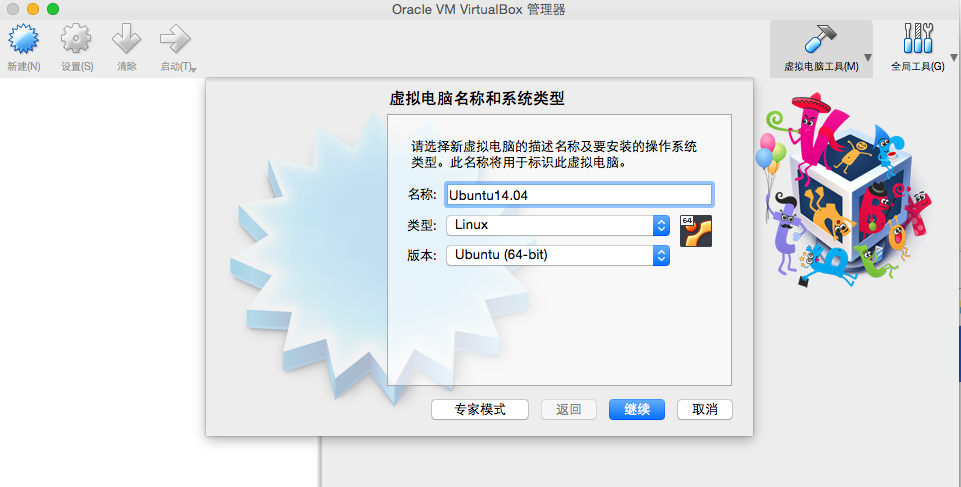 Oracle VM VirtualBox 管理器
新建(N)
设置(S)
清除
启动(T)
虚拟电脑工具(M)
全局工具(G)
虚拟电脑名称和系统类型
请选择新虚拟电脑的描述名称及要安装的操作系统
类型。此名称将用于标识此虚拟电脑。
名称: Ubuntu14.04
类型: Linux
64
版本: Ubuntu (64-bit)
专家模式
返回
继续
取消